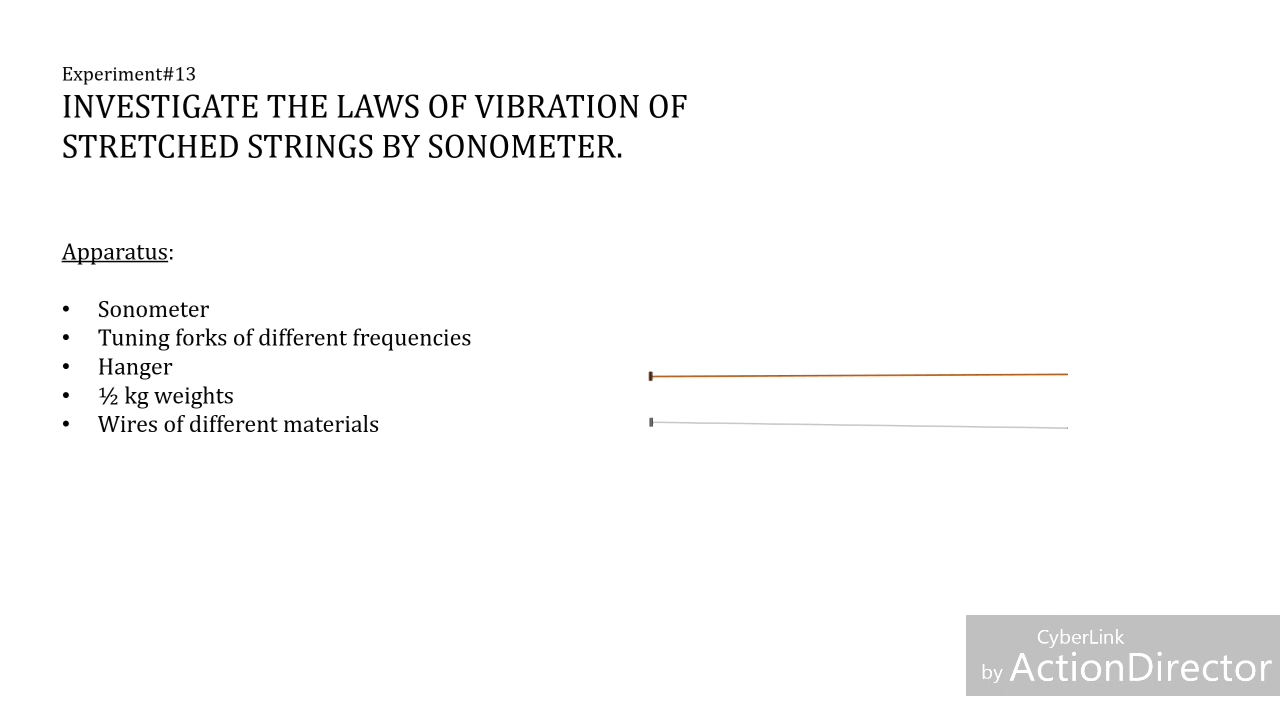 Experiment#13
INVESTIGATE THE LAWS OF VIBRATION OF
STRETCHED STRINGS BY SONOMETER.
Apparatus:
• Sonometer
• Tuning forks of different frequencies
• Hanger
• ½ kg weights
• Wires of different materials
CyberLink
by ActionDirector